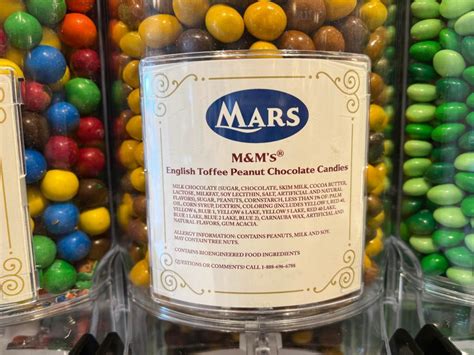 MARS
M&M's®
English Toffee Peanut Chocolate Candies
MILK CHOCOLATE (SUGAR, CHOCOLATE, SKIM MILK, COCOA BUTTER,
LACTOSE, MILKFAT, SOY LECITHIN, SALT, ARTIFICIAL AND NATURAL
FLAVORS), SUGAR, PEANUTS, CORNSTARCH, LESS THAN 1% OF PALM
OIL, CORN SYRUP, DEXTRIN, COLORING (INCLUDES YELLOW 5, RED 40,
YELLOW 6, BLUE 1, YELLOW 6 LAKE, YELLOW 5 LAKE, RED 40 LAKE,
BLUE 2 LAKE, BLUE 1 LAKE, BLUE 2), CARNAUBA WAX, ARTIFICIAL AND
NATURAL FLAVORS, GUM ACACIA.
ALLERGY INFORMATION: CONTAINS PEANUTS, MILK AND SOY.
MAY CONTAIN TREE NUTS.
CONTAINS BIOENGINEERED FOOD INGREDIENTS
QUESTIONS OR COMMENTS? CALL 1-888-696-6788